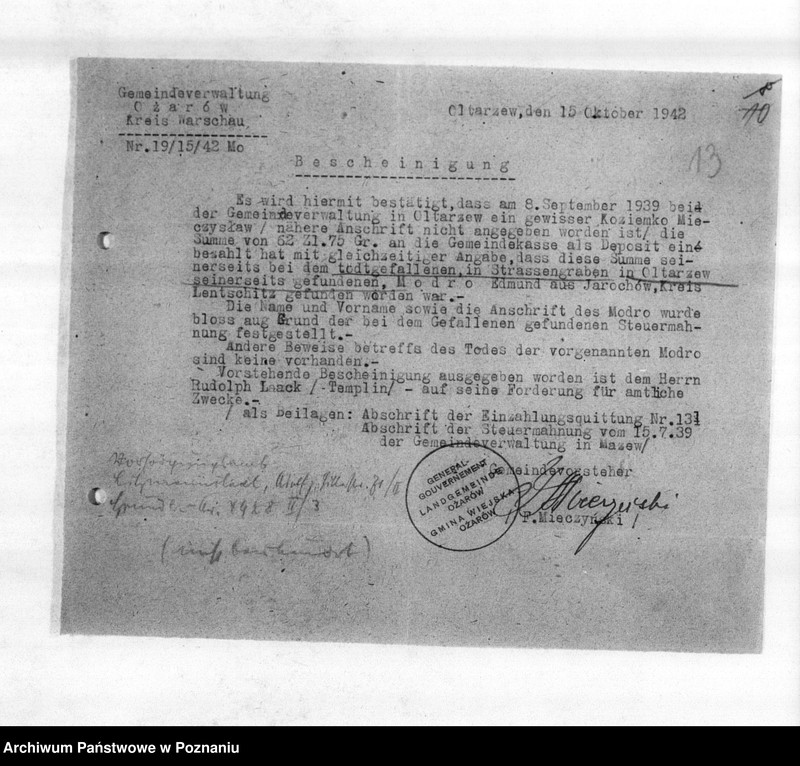 Gemeindeverwaltung
O ż a r ó w
Kreis Warschau
Nr.19/15/42 Mo
Oltarzew,den 15 Október 1942
10
13
B e s c h e i n i g u n g
Es wird hiermit bestätigt,dass am 8.September 1939 bei
der Gemeindeverwaltung in Oltarzew ein gewisser Koziemko Mie-
czysław/ nähere Anschrift nicht angegeben worden ist/ die
Summe von 62 Zl.75 Gr. an die Gemeindekasse als Deposit eine
bezahlt hat mit gleichzeitiger Angabe,dass diese Summe sei-
nerseits bei dem todtgefallenen,in Strassengraben in Oltarzew
seinerseits gefundenen, M o d r o Edmund aus Jarochów,Kreis
Lentschitz gefunden worden war.-
Die Name und Vorname sowie die Anschrift des Modro wurde
bloss aug Grund der bei dem Gefallenen gefundenen Steuermah-
nung festgestellt.-
Andere Beweise betreffs des Todes der vorgenannten Modro
sind keine vorhanden.-
Vorstehende Bescheinigung ausgegeben worden ist dem Herrn
Rudolph Laack /-Templin/ - auf seine Forderung für amtliche
Zwecke.-
/ als Beilagen: Abschrift der Einzahlungsquittung Nr.131
Abschrift der Steuermahnung vom 15.7.39
der Gemeindeverwaltung in Mazew/
Gemeindevorsteher
GENERAL-
GOUVERNEMENT
LANDGEMEINDE
OŻARÓW
GMINA WIEJSKA
OŻARÓW
/ P.Mieczyński /
Litzmannstadt, Adolf
Archiwum Państwowe w Poznaniu